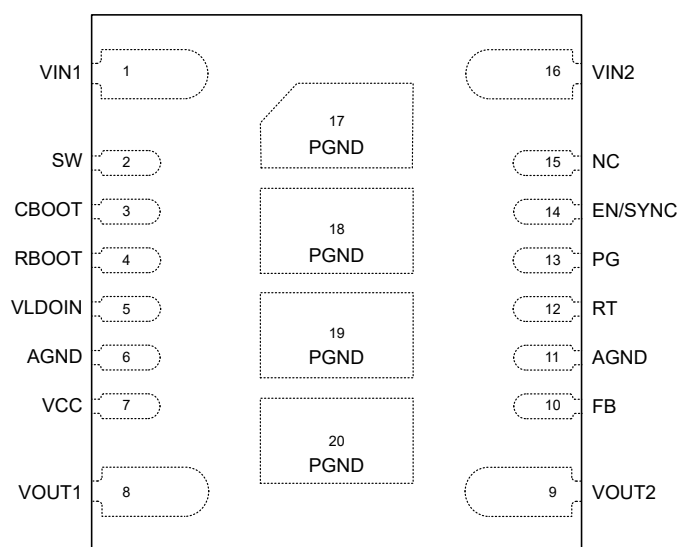 VIN1 1 16 VIN2
17
PGND
SW 2 15 NC
CBOOT 3 14 EN/SYNC
18
PGND
RBOOT 4 13 PG
VLDOIN 5 12 RT
19
PGND
AGND 6 11 AGND
VCC 7 10 FB
20
PGND
VOUT1 8 9 VOUT2